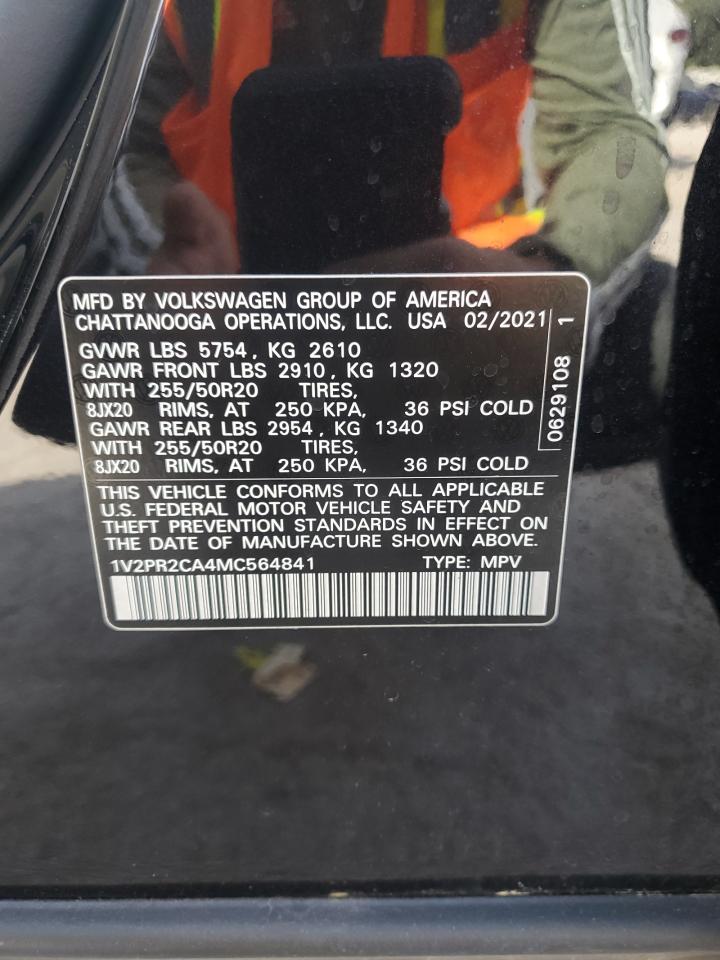 MFD BY VOLKSWAGEN GROUP OF AMERICA
CHATTANOOGA OPERATIONS, LLC. USA 02/2021
GVWR LBS 5754, KG 2610
GAWR FRONT LBS 2910, KG 1320
WITH 255/50R20 TIRES,
8JX20 RIMS, AT 250 KPA, 36 PSI COLD
GAWR REAR LBS 2954, KG 1340
WITH 255/50R20 TIRES,
8JX20 RIMS, AT 250 KPA, 36 PSI COLD
0629108 1
THIS VEHICLE CONFORMS TO ALL APPLICABLE
U.S. FEDERAL MOTOR VEHICLE SAFETY AND
THEFT PREVENTION STANDARDS IN EFFECT ON
THE DATE OF MANUFACTURE SHOWN ABOVE.
1V2PR2CA4MC564841 TYPE: MPV